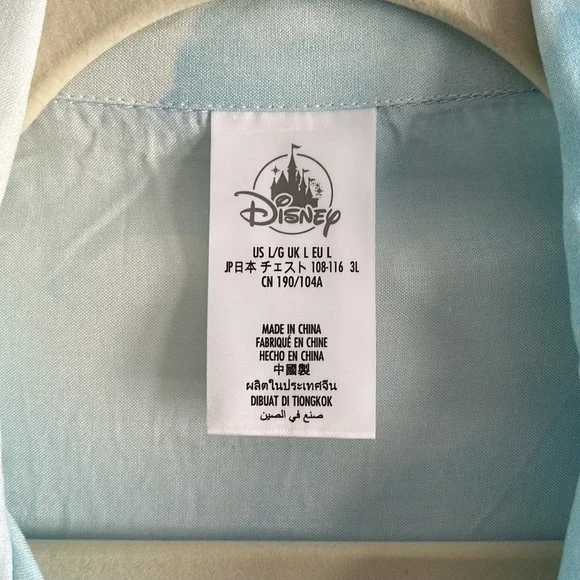 Disney
US L/G UK L EU L
JP日本 チェスト 108-116 3L
CN 190/104A
MADE IN CHINA
FABRIQUÉ EN CHINE
HECHO EN CHINA
中國製
ผลิตในประเทศจีน
DIBUAT DI TIONGKOK
صنع في الصين